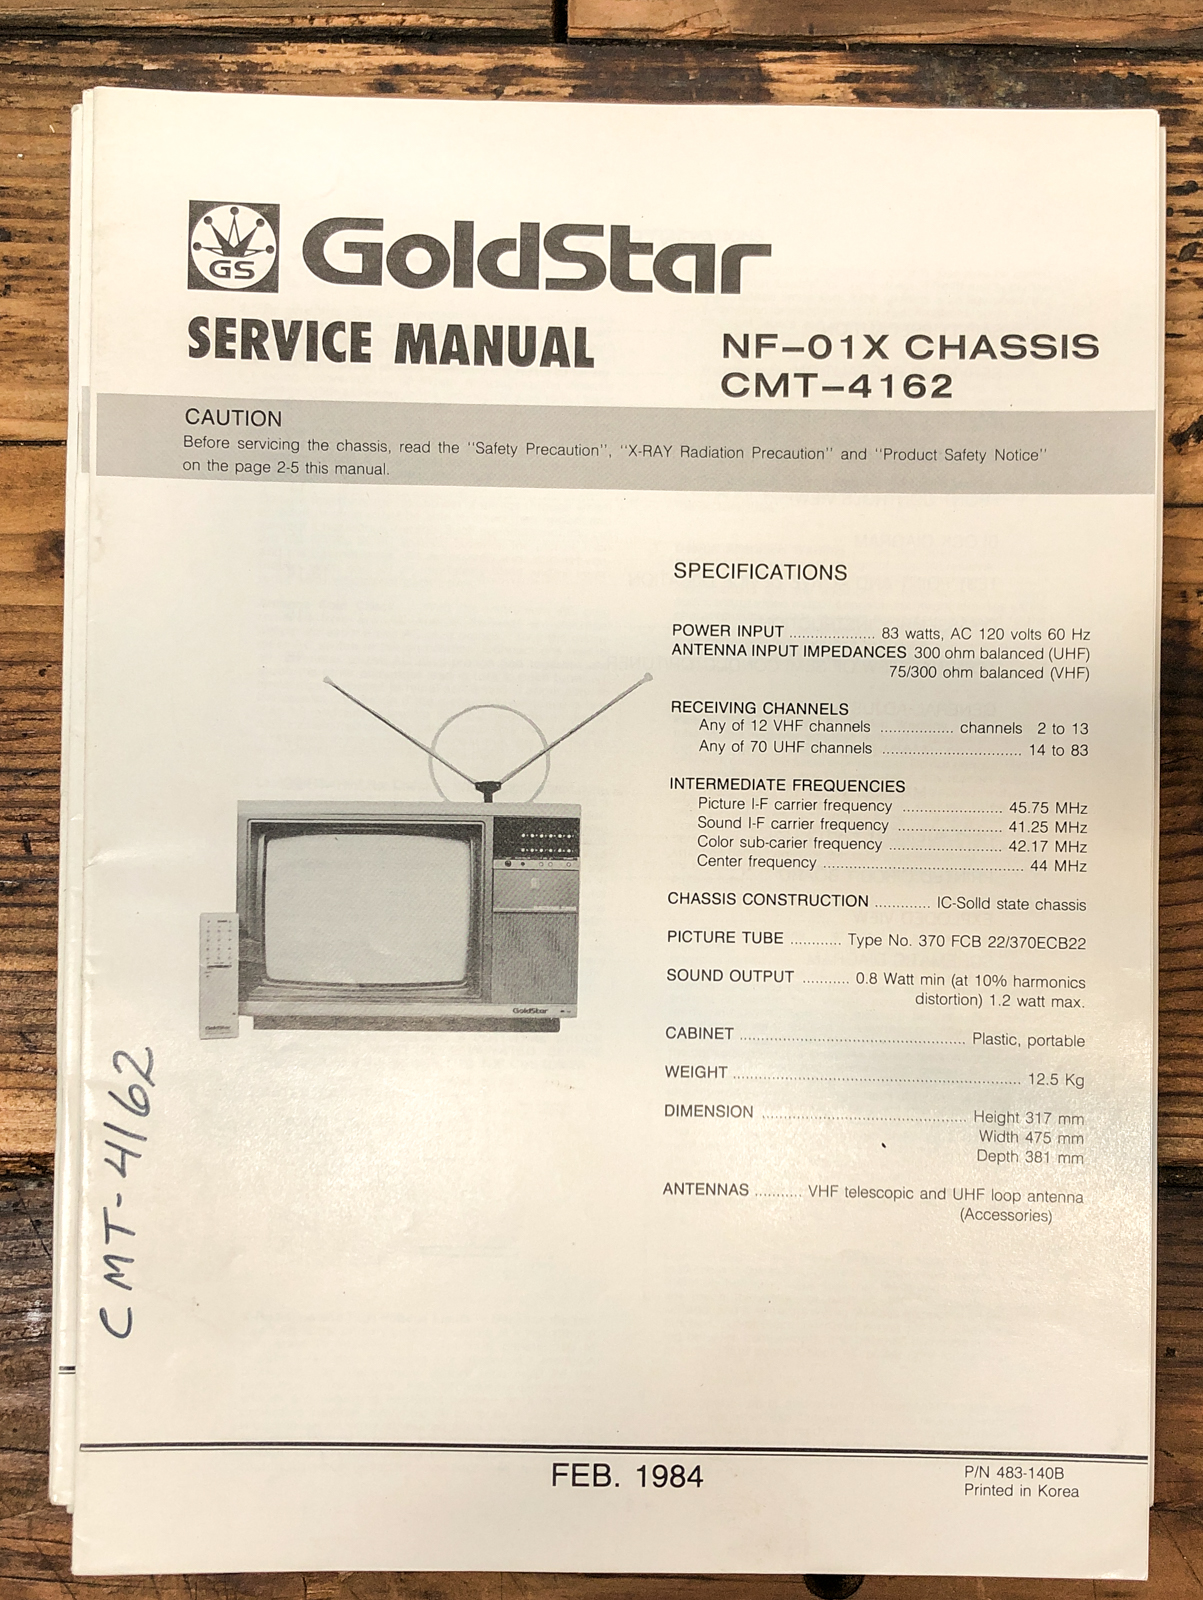 GS
GoldStar
SERVICE MANUAL
NF-01X CHASSIS
CMT-4162
CAUTION
Before servicing the chassis, read the "Safety Precaution", "X-RAY Radiation Precaution" and "Product Safety Notice"
on the page 2-5 this manual.
SPECIFICATIONS
POWER INPUT .................... 83 watts, AC 120 volts 60 Hz
ANTENNA INPUT IMPEDANCES 300 ohm balanced (UHF)
75/300 ohm balanced (VHF)
RECEIVING CHANNELS
Any of 12 VHF channels ................. channels 2 to 13
Any of 70 UHF channels ................................ 14 to 83
INTERMEDIATE FREQUENCIES
Picture I-F carrier frequency ....................... 45.75 MHz
Sound I-F carrier frequency ........................ 41.25 MHz
Color sub-carier frequency .......................... 42.17 MHz
Center frequency .............................................. 44 MHz
CHASSIS CONSTRUCTION ............. IC-Solld state chassis
PICTURE TUBE ............ Type No. 370 FCB 22/370ECB22
SOUND OUTPUT ........... 0.8 Watt min (at 10% harmonics
distortion) 1.2 watt max.
CABINET .................................................... Plastic, portable
WEIGHT .................................................................. 12.5 Kg
DIMENSION ............................................... Height 317 mm
Width 475 mm
Depth 381 mm
ANTENNAS ........... VHF telescopic and UHF loop antenna
(Accessories)
GoldStar
GoldStar
CMT-4162
FEB. 1984
P/N 483-140B
Printed in Korea